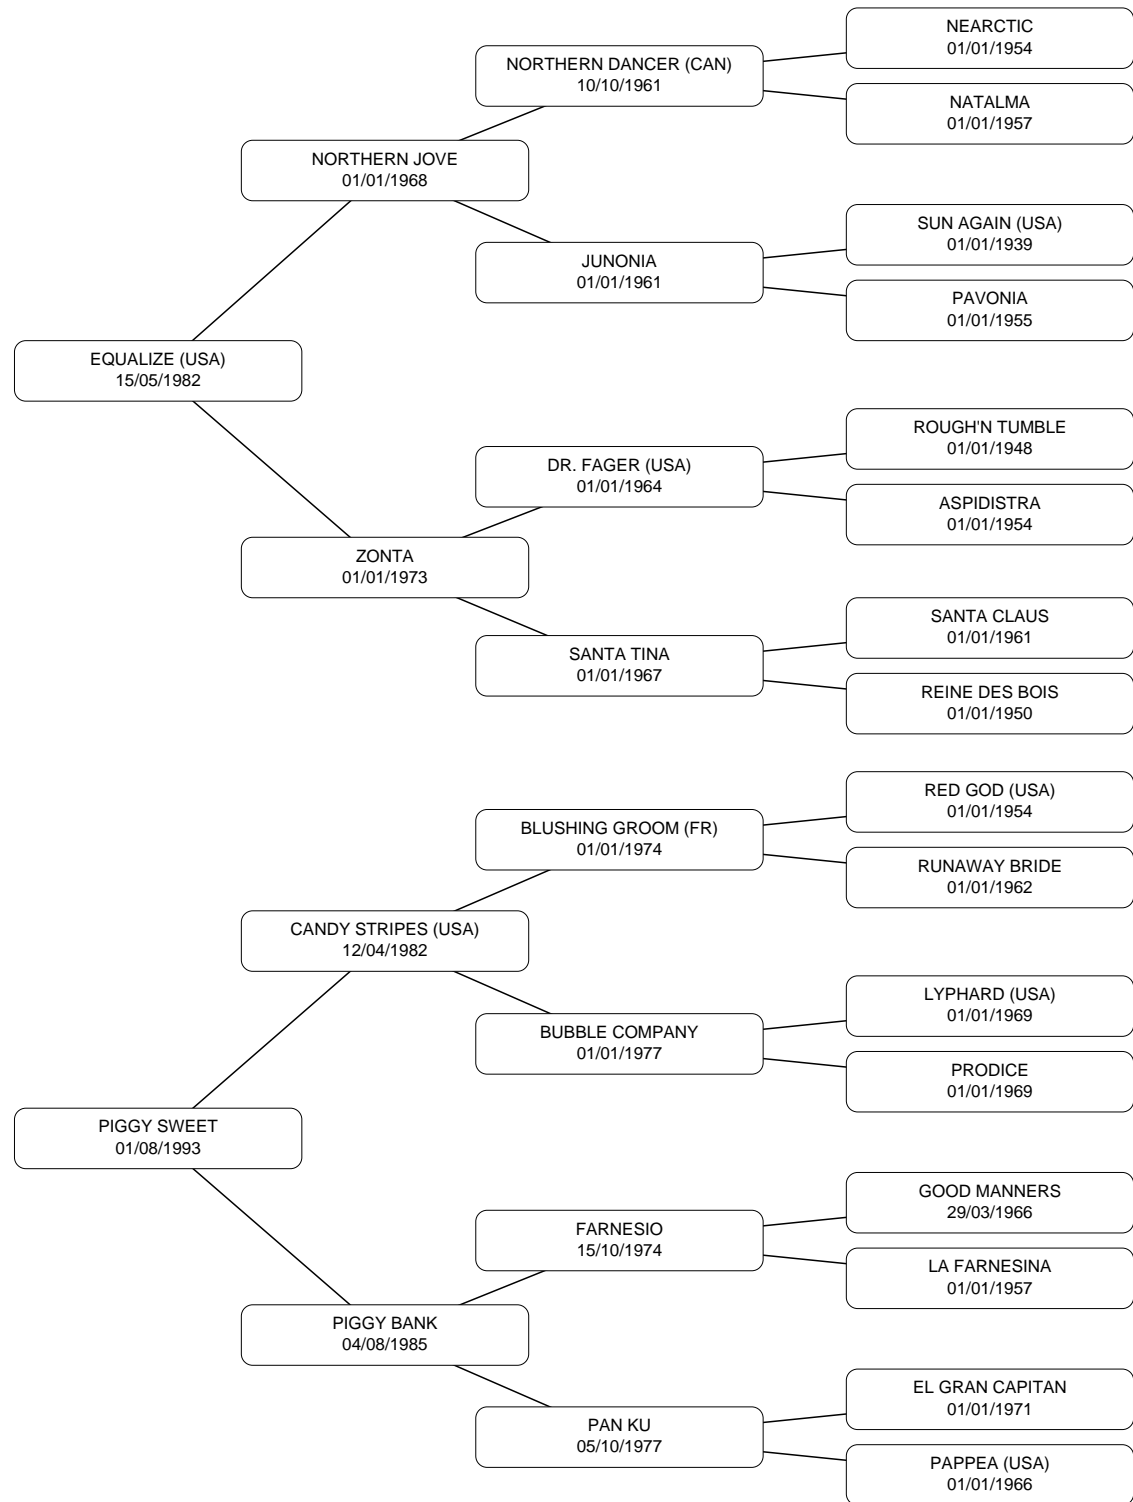 NEARCTIC
01/01/1954
NORTHERN DANCER (CAN)
10/10/1961
NATALMA
01/01/1957
NORTHERN JOVE
01/01/1968
SUN AGAIN (USA)
01/01/1939
JUNONIA
01/01/1961
PAVONIA
01/01/1955
EQUALIZE (USA)
15/05/1982
ROUGH'N TUMBLE
01/01/1948
DR. FAGER (USA)
01/01/1964
ASPIDISTRA
01/01/1954
ZONTA
01/01/1973
SANTA CLAUS
01/01/1961
SANTA TINA
01/01/1967
REINE DES BOIS
01/01/1950
RED GOD (USA)
01/01/1954
BLUSHING GROOM (FR)
01/01/1974
RUNAWAY BRIDE
01/01/1962
CANDY STRIPES (USA)
12/04/1982
LYPHARD (USA)
01/01/1969
BUBBLE COMPANY
01/01/1977
PRODICE
01/01/1969
PIGGY SWEET
01/08/1993
GOOD MANNERS
29/03/1966
FARNESIO
15/10/1974
LA FARNESINA
01/01/1957
PIGGY BANK
04/08/1985
EL GRAN CAPITAN
01/01/1971
PAN KU
05/10/1977
PAPPEA (USA)
01/01/1966